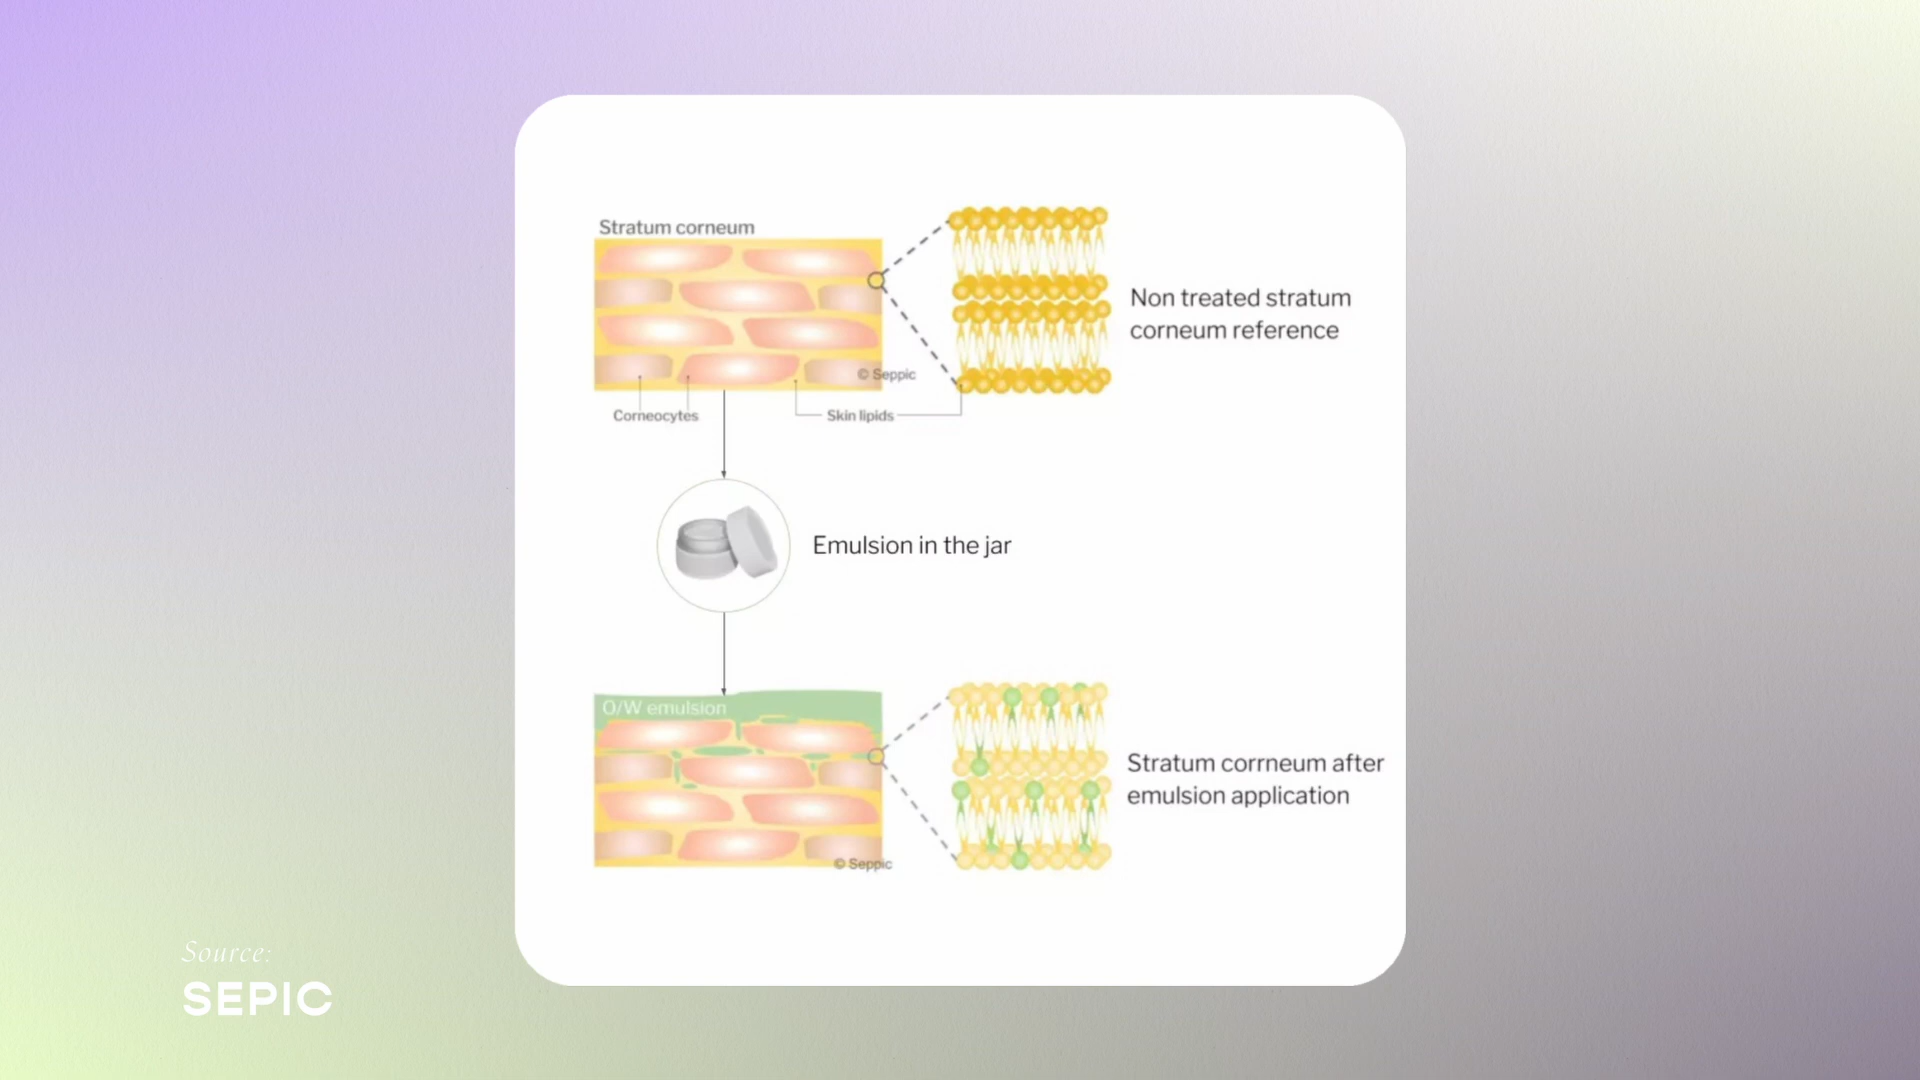 Stratum corneum
Non treated stratum
corneum reference
© Seppic
Corneocytes
Skin lipids
Emulsion in the jar
O/W emulsion
Stratum corrneum after
emulsion application
© Seppic
Source:
SEPIC